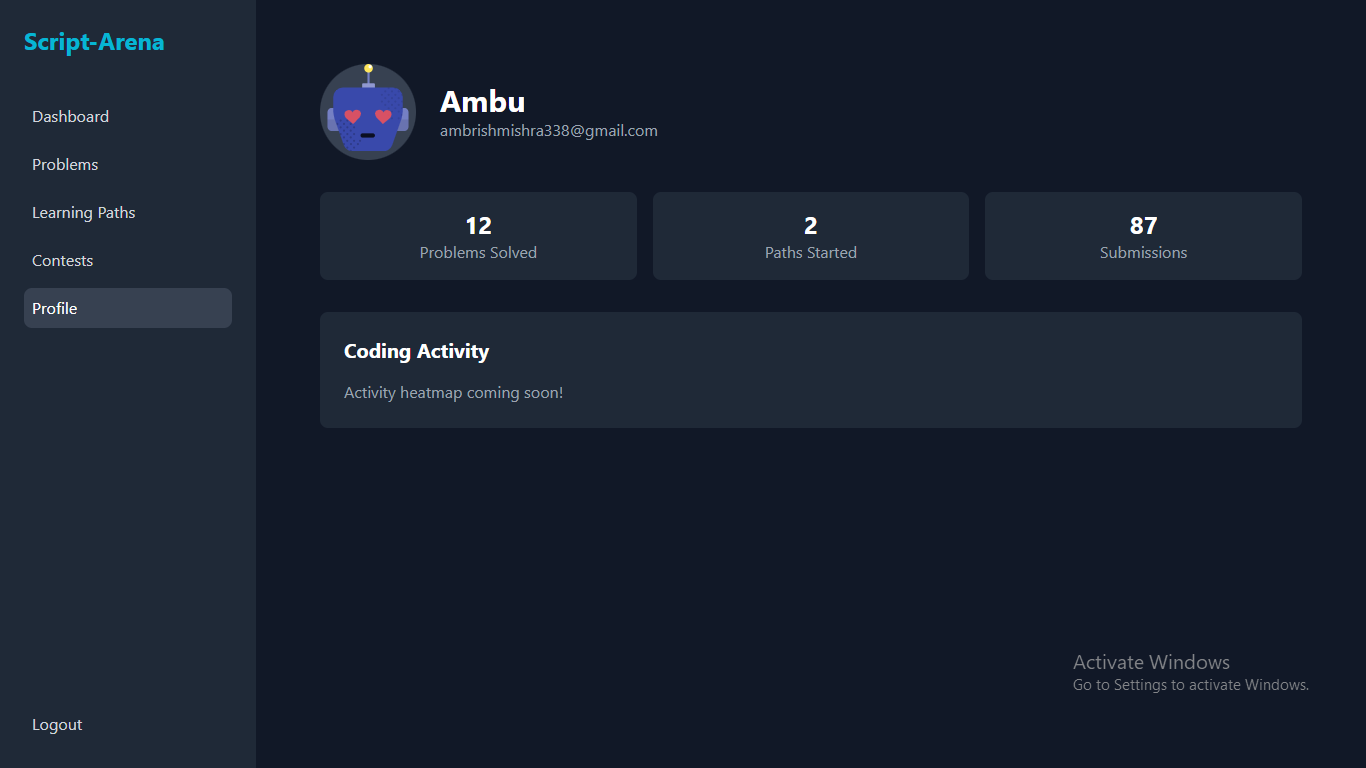 Script-Arena
Dashboard
Problems
Learning Paths
Contests
Profile
Logout
Ambu
ambrishmishra338@gmail.com
12
Problems Solved
2
Paths Started
87
Submissions
Coding Activity
Activity heatmap coming soon!
Activate Windows
Go to Settings to activate Windows.